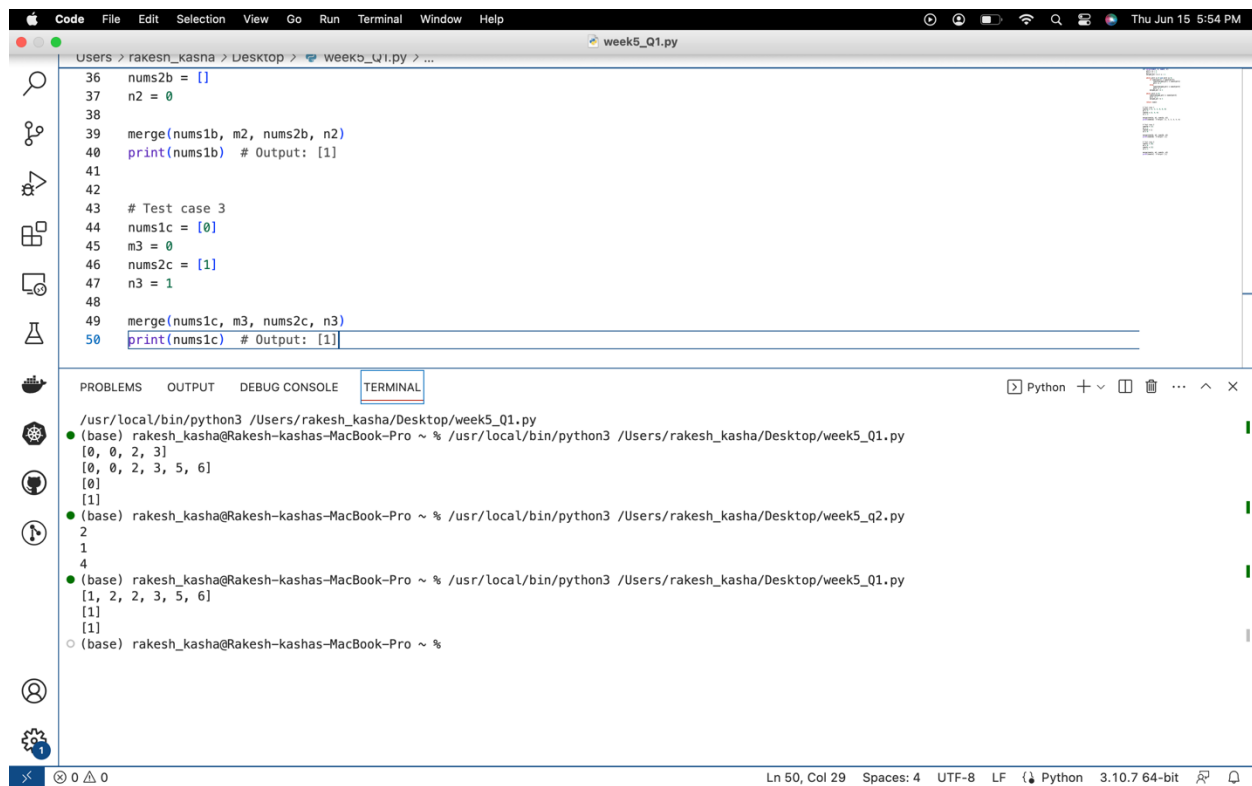 Code File Edit Selection View Go Run Terminal Window Help Thu Jun 15 5:54 PM
week5_Q1.py
Users > rakesh_kasha > Desktop > week5_Q1.py > ...
36 nums2b = []
37 n2 = 0
38
39 merge(nums1b, m2, nums2b, n2)
40 print(nums1b)  # Output: [1]
41
42
43 # Test case 3
44 nums1c = [0]
45 m3 = 0
46 nums2c = [1]
47 n3 = 1
48
49 merge(nums1c, m3, nums2c, n3)
50 print(nums1c)  # Output: [1]
PROBLEMS OUTPUT DEBUG CONSOLE TERMINAL Python
/usr/local/bin/python3 /Users/rakesh_kasha/Desktop/week5_Q1.py
(base) rakesh_kasha@Rakesh-kashas-MacBook-Pro ~ % /usr/local/bin/python3 /Users/rakesh_kasha/Desktop/week5_Q1.py
[0, 0, 2, 3]
[0, 0, 2, 3, 5, 6]
[0]
[1]
(base) rakesh_kasha@Rakesh-kashas-MacBook-Pro ~ % /usr/local/bin/python3 /Users/rakesh_kasha/Desktop/week5_q2.py
2
1
4
(base) rakesh_kasha@Rakesh-kashas-MacBook-Pro ~ % /usr/local/bin/python3 /Users/rakesh_kasha/Desktop/week5_Q1.py
[1, 2, 2, 3, 5, 6]
[1]
[1]
(base) rakesh_kasha@Rakesh-kashas-MacBook-Pro ~ %
1
0 0 Ln 50, Col 29 Spaces: 4 UTF-8 LF Python 3.10.7 64-bit